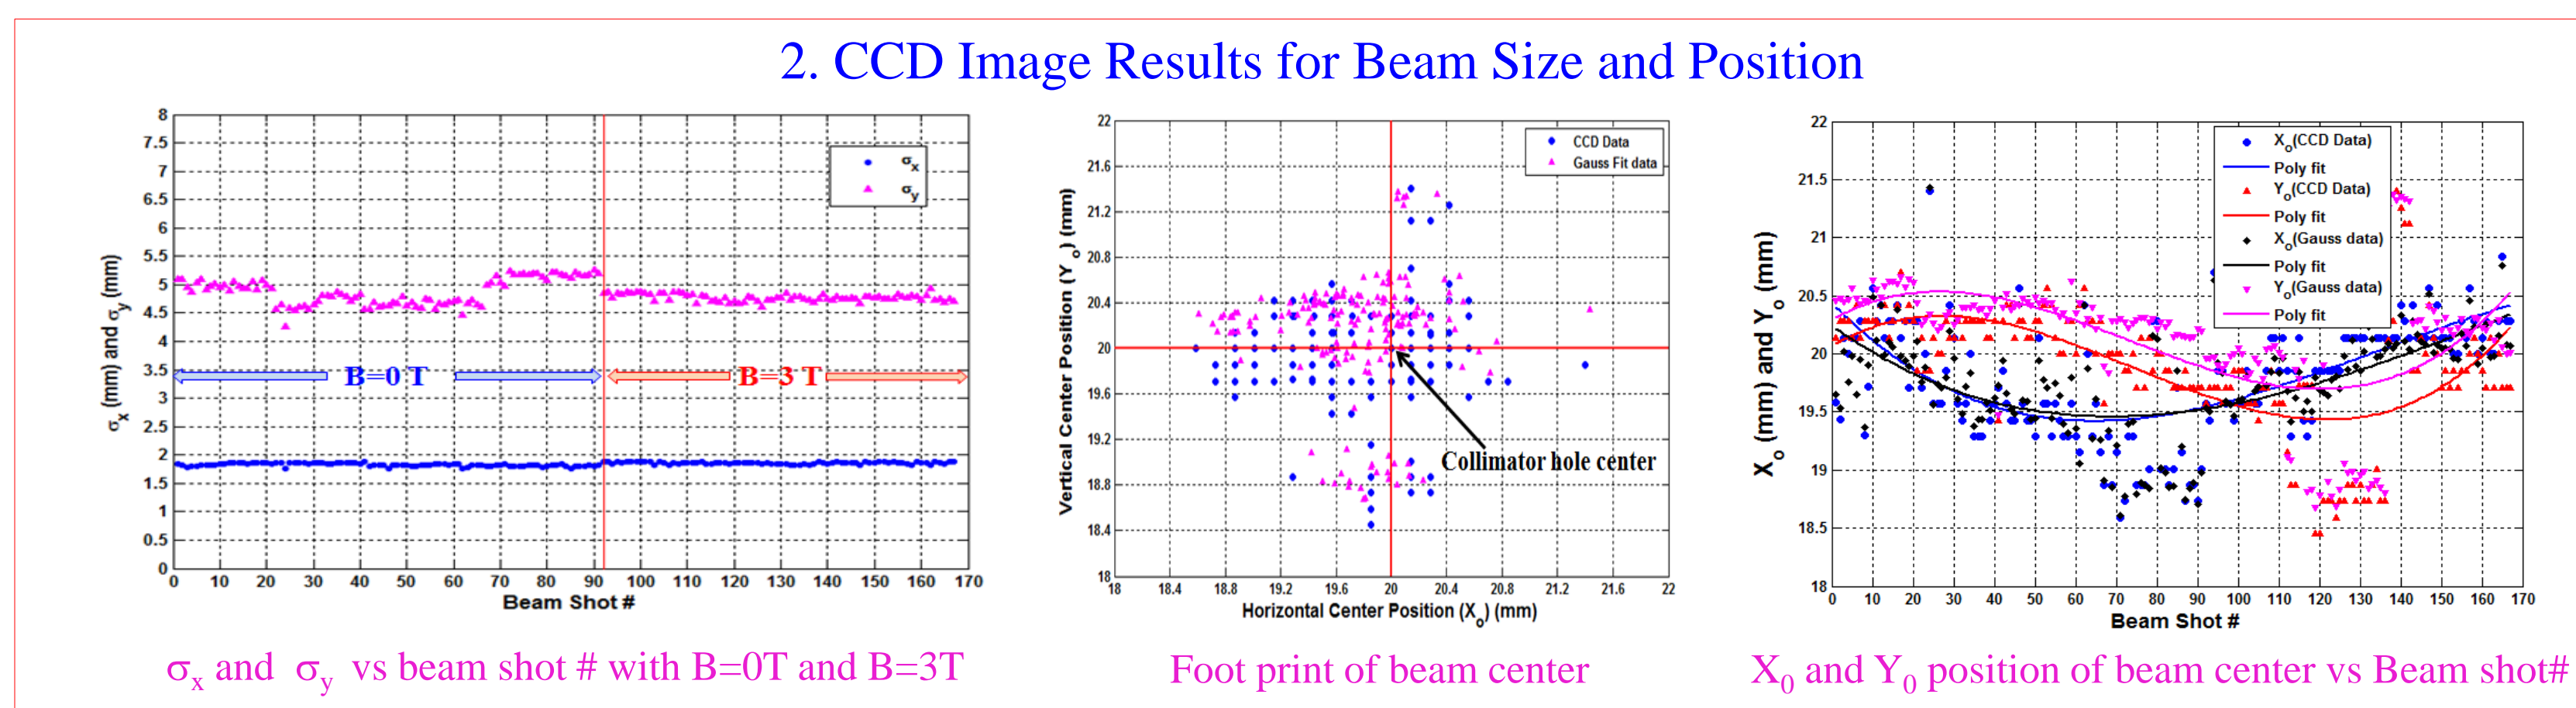 2. CCD Image Results for Beam Size and Position
8
7.5
7
6.5
6
5.5
5
4.5
4
3.5
3
2.5
2
1.5
1
0.5
0
σx (mm) and σy (mm)
σx
σy
B=0 T
B=3 T
0 10 20 30 40 50 60 70 80 90 100 110 120 130 140 150 160 170
Beam Shot #
σx and σy vs beam shot # with B=0T and B=3T
22
21.6
21.2
20.8
20.4
20
19.6
19.2
18.8
18.4
18
Vertical Center Position (Yo) (mm)
CCD Data
Gauss Fit data
Collimator hole center
18 18.4 18.8 19.2 19.6 20 20.4 20.8 21.2 21.6 22
Horizontal Center Position (Xo) (mm)
Foot print of beam center
22
21.5
21
20.5
20
19.5
19
18.5
18
Xo (mm) and Yo (mm)
Xo(CCD Data)
Poly fit
Yo(CCD Data)
Poly fit
Xo(Gauss data)
Poly fit
Yo(Gauss data)
Poly fit
0 10 20 30 40 50 60 70 80 90 100 110 120 130 140 150 160 170
Beam Shot #
X0 and Y0 position of beam center vs Beam shot#